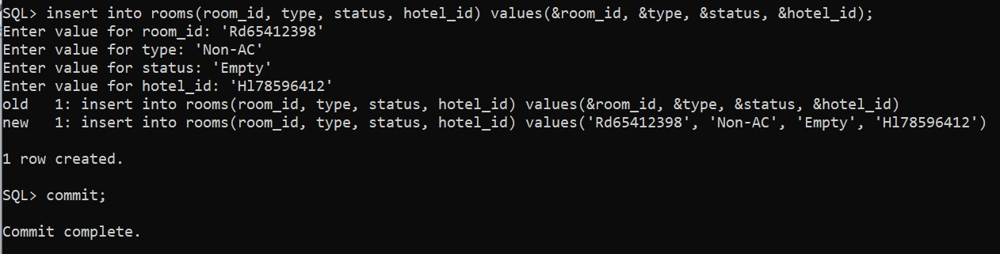 SQL> insert into rooms(room_id, type, status, hotel_id) values(&room_id, &type, &status, &hotel_id);
Enter value for room_id: 'Rd65412398'
Enter value for type: 'Non-AC'
Enter value for status: 'Empty'
Enter value for hotel_id: 'Hl78596412'
old   1: insert into rooms(room_id, type, status, hotel_id) values(&room_id, &type, &status, &hotel_id)
new   1: insert into rooms(room_id, type, status, hotel_id) values('Rd65412398', 'Non-AC', 'Empty', 'Hl78596412')
1 row created.
SQL> commit;
Commit complete.